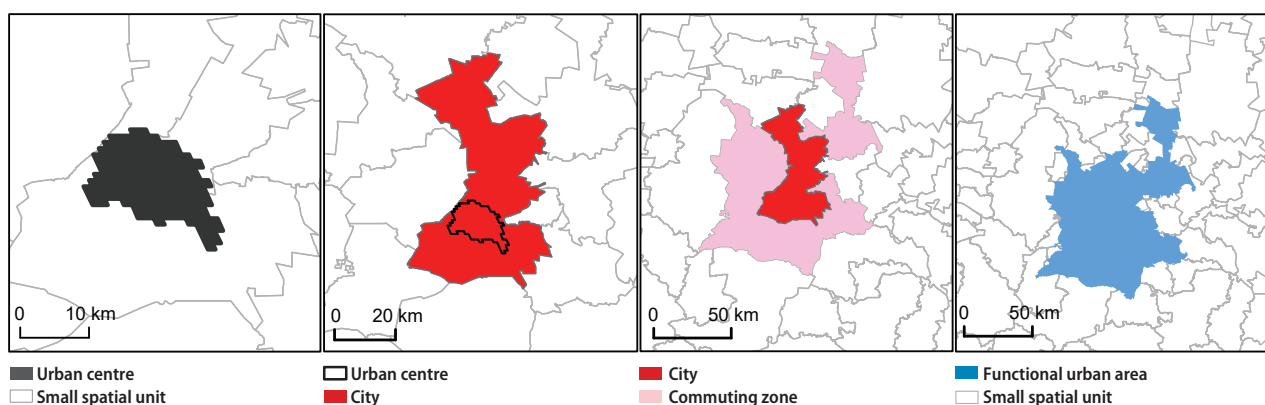 0 10 km
0 20 km
0 50 km
0 50 km
Urban centre
Small spatial unit
Urban centre
City
City
Commuting zone
Functional urban area
Small spatial unit